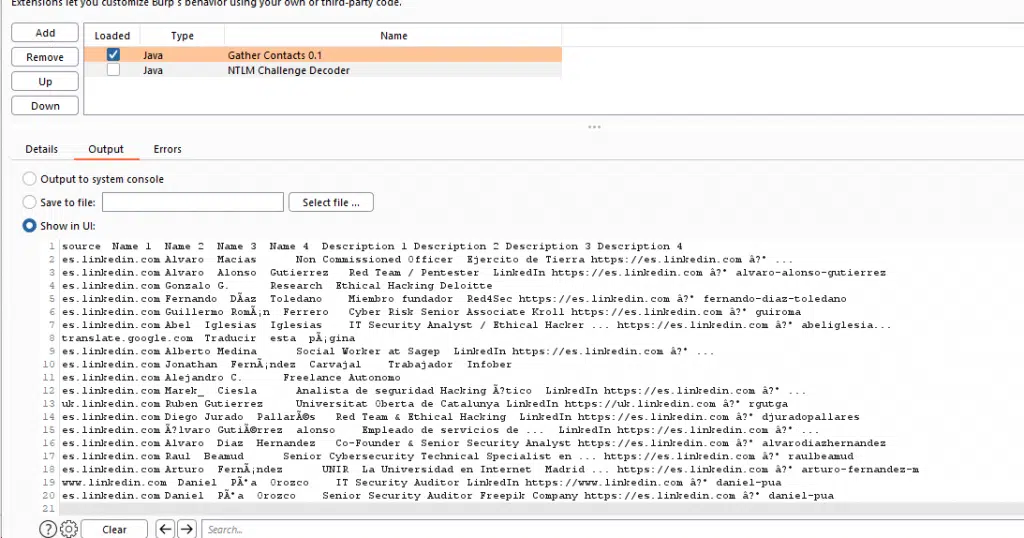 Extensions let you customize Burp's behavior using your own or third-party code.
Add
Remove
Up
Down
Loaded Type Name
Java Gather Contacts 0.1
Java NTLM Challenge Decoder
Details Output Errors
Output to system console
Save to file: Select file ...
Show in UI:
1 source Name 1 Name 2 Name 3 Name 4 Description 1 Description 2 Description 3 Description 4
2 es.linkedin.com Alvaro Macias Non Commissioned Officer Ejercito de Tierra https://es.linkedin.com â?° ...
3 es.linkedin.com Alvaro Alonso Gutierrez Red Team / Pentester LinkedIn https://es.linkedin.com â?° alvaro-alonso-gutierrez
4 es.linkedin.com Gonzalo G. Research Ethical Hacking Deloitte
5 es.linkedin.com Fernando DÃaz Toledano Miembro fundador Red4Sec https://es.linkedin.com â?° fernando-diaz-toledano
6 es.linkedin.com Guillermo RomÃ¡n Ferrero Cyber Risk Senior Associate Kroll https://es.linkedin.com â?° guiroma
7 es.linkedin.com Abel Iglesias Iglesias IT Security Analyst / Ethical Hacker ... https://es.linkedin.com â?° abeliglesia...
8 translate.google.com Traducir esta pÃ¡gina
9 es.linkedin.com Alberto Medina Social Worker at Sagep LinkedIn https://es.linkedin.com â?° ...
10 es.linkedin.com Jonathan FernÃ¡ndez Carvajal Trabajador Infober
11 es.linkedin.com Alejandro C. Freelance Autonomo
12 es.linkedin.com Marek_ Ciesla Analista de seguridad Hacking Ã?tico LinkedIn https://es.linkedin.com â?° ...
13 uk.linkedin.com Ruben Gutierrez Universitat Oberta de Catalunya LinkedIn https://uk.linkedin.com â?° rgutga
14 es.linkedin.com Diego Jurado PallarÃ©s Red Team & Ethical Hacking LinkedIn https://es.linkedin.com â?° djuradopallares
15 es.linkedin.com Ã?lvaro GutiÃ©rrez alonso Empleado de servicios de ... LinkedIn https://es.linkedin.com â?° ...
16 es.linkedin.com Alvaro Diaz Hernandez Co-Founder & Senior Security Analyst https://es.linkedin.com â?° alvarodiazhernandez
17 es.linkedin.com Raul Beamud Senior Cybersecurity Technical Specialist en ... https://es.linkedin.com â?° raulbeamud
18 es.linkedin.com Arturo FernÃ¡ndez UNIR La Universidad en Internet Madrid ... https://es.linkedin.com â?° arturo-fernandez-m
19 www.linkedin.com Daniel PÃºa Orozco IT Security Auditor LinkedIn https://www.linkedin.com â?° daniel-pua
20 es.linkedin.com Daniel PÃºa Orozco Senior Security Auditor Freepik Company https://es.linkedin.com â?° daniel-pua
21
Clear Search...